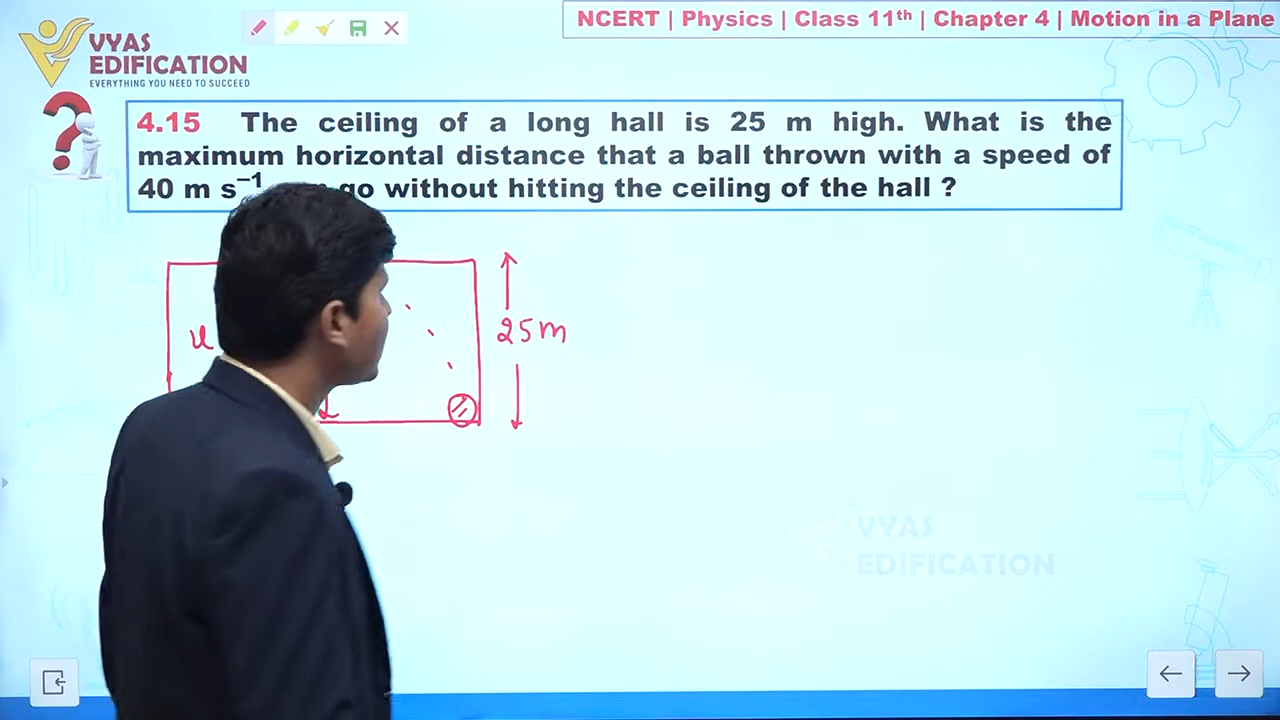 NCERT | Physics | Class 11th | Chapter 4 | Motion in a Plane
VYAS
EDIFICATION
EVERYTHING YOU NEED TO SUCCEED
4.15 The ceiling of a long hall is 25 m high. What is the
maximum horizontal distance that a ball thrown with a speed of
40 m s–1 go without hitting the ceiling of the hall ?
u
25m
VYAS
EDIFICATION